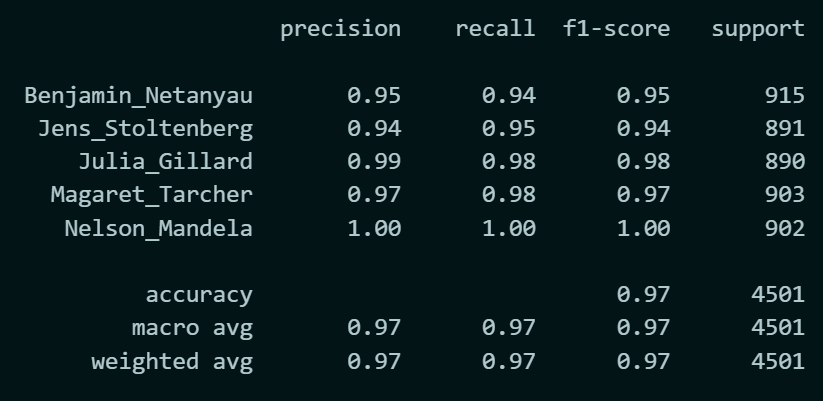 precision recall f1-score support
Benjamin_Netanyau 0.95 0.94 0.95 915
Jens_Stoltenberg 0.94 0.95 0.94 891
Julia_Gillard 0.99 0.98 0.98 890
Magaret_Tarcher 0.97 0.98 0.97 903
Nelson_Mandela 1.00 1.00 1.00 902
accuracy 0.97 4501
macro avg 0.97 0.97 0.97 4501
weighted avg 0.97 0.97 0.97 4501